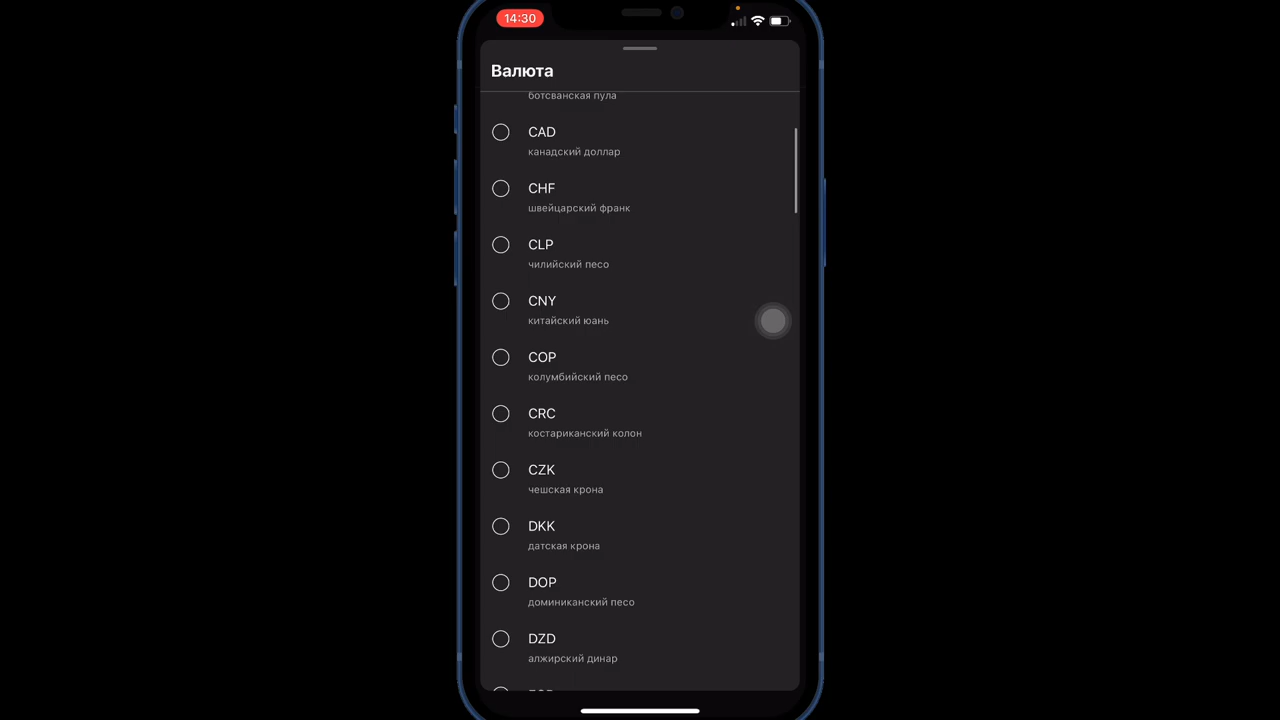 14:30
Валюта
ботсванская пула
CAD
канадский доллар
CHF
швейцарский франк
CLP
чилийский песо
CNY
китайский юань
COP
колумбийский песо
CRC
костариканский колон
CZK
чешская крона
DKK
датская крона
DOP
доминиканский песо
DZD
алжирский динар